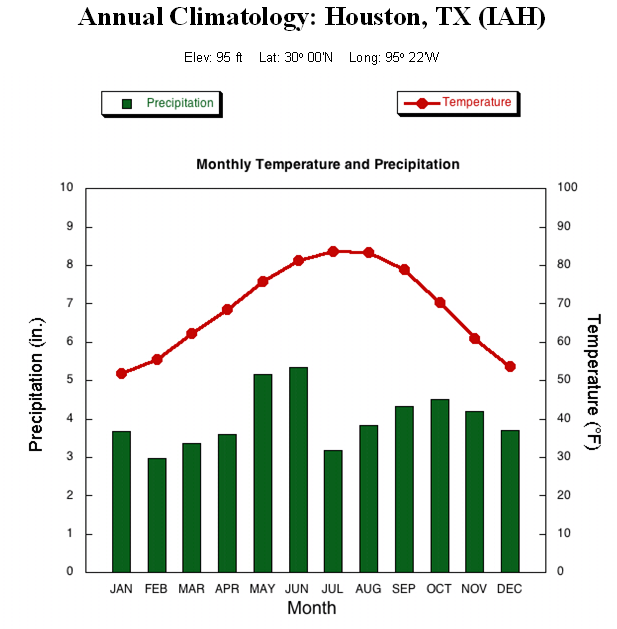 Annual Climatology: Houston, TX (IAH)
Elev: 95 ft Lat: 30º 00'N Long: 95º 22'W
Precipitation
Temperature
Monthly Temperature and Precipitation
10 100
9 90
8 80
7 70
6 60
5 50
4 40
3 30
2 20
1 10
0 0
Precipitation (in.)
Temperature (°F)
JAN FEB MAR APR MAY JUN JUL AUG SEP OCT NOV DEC
Month